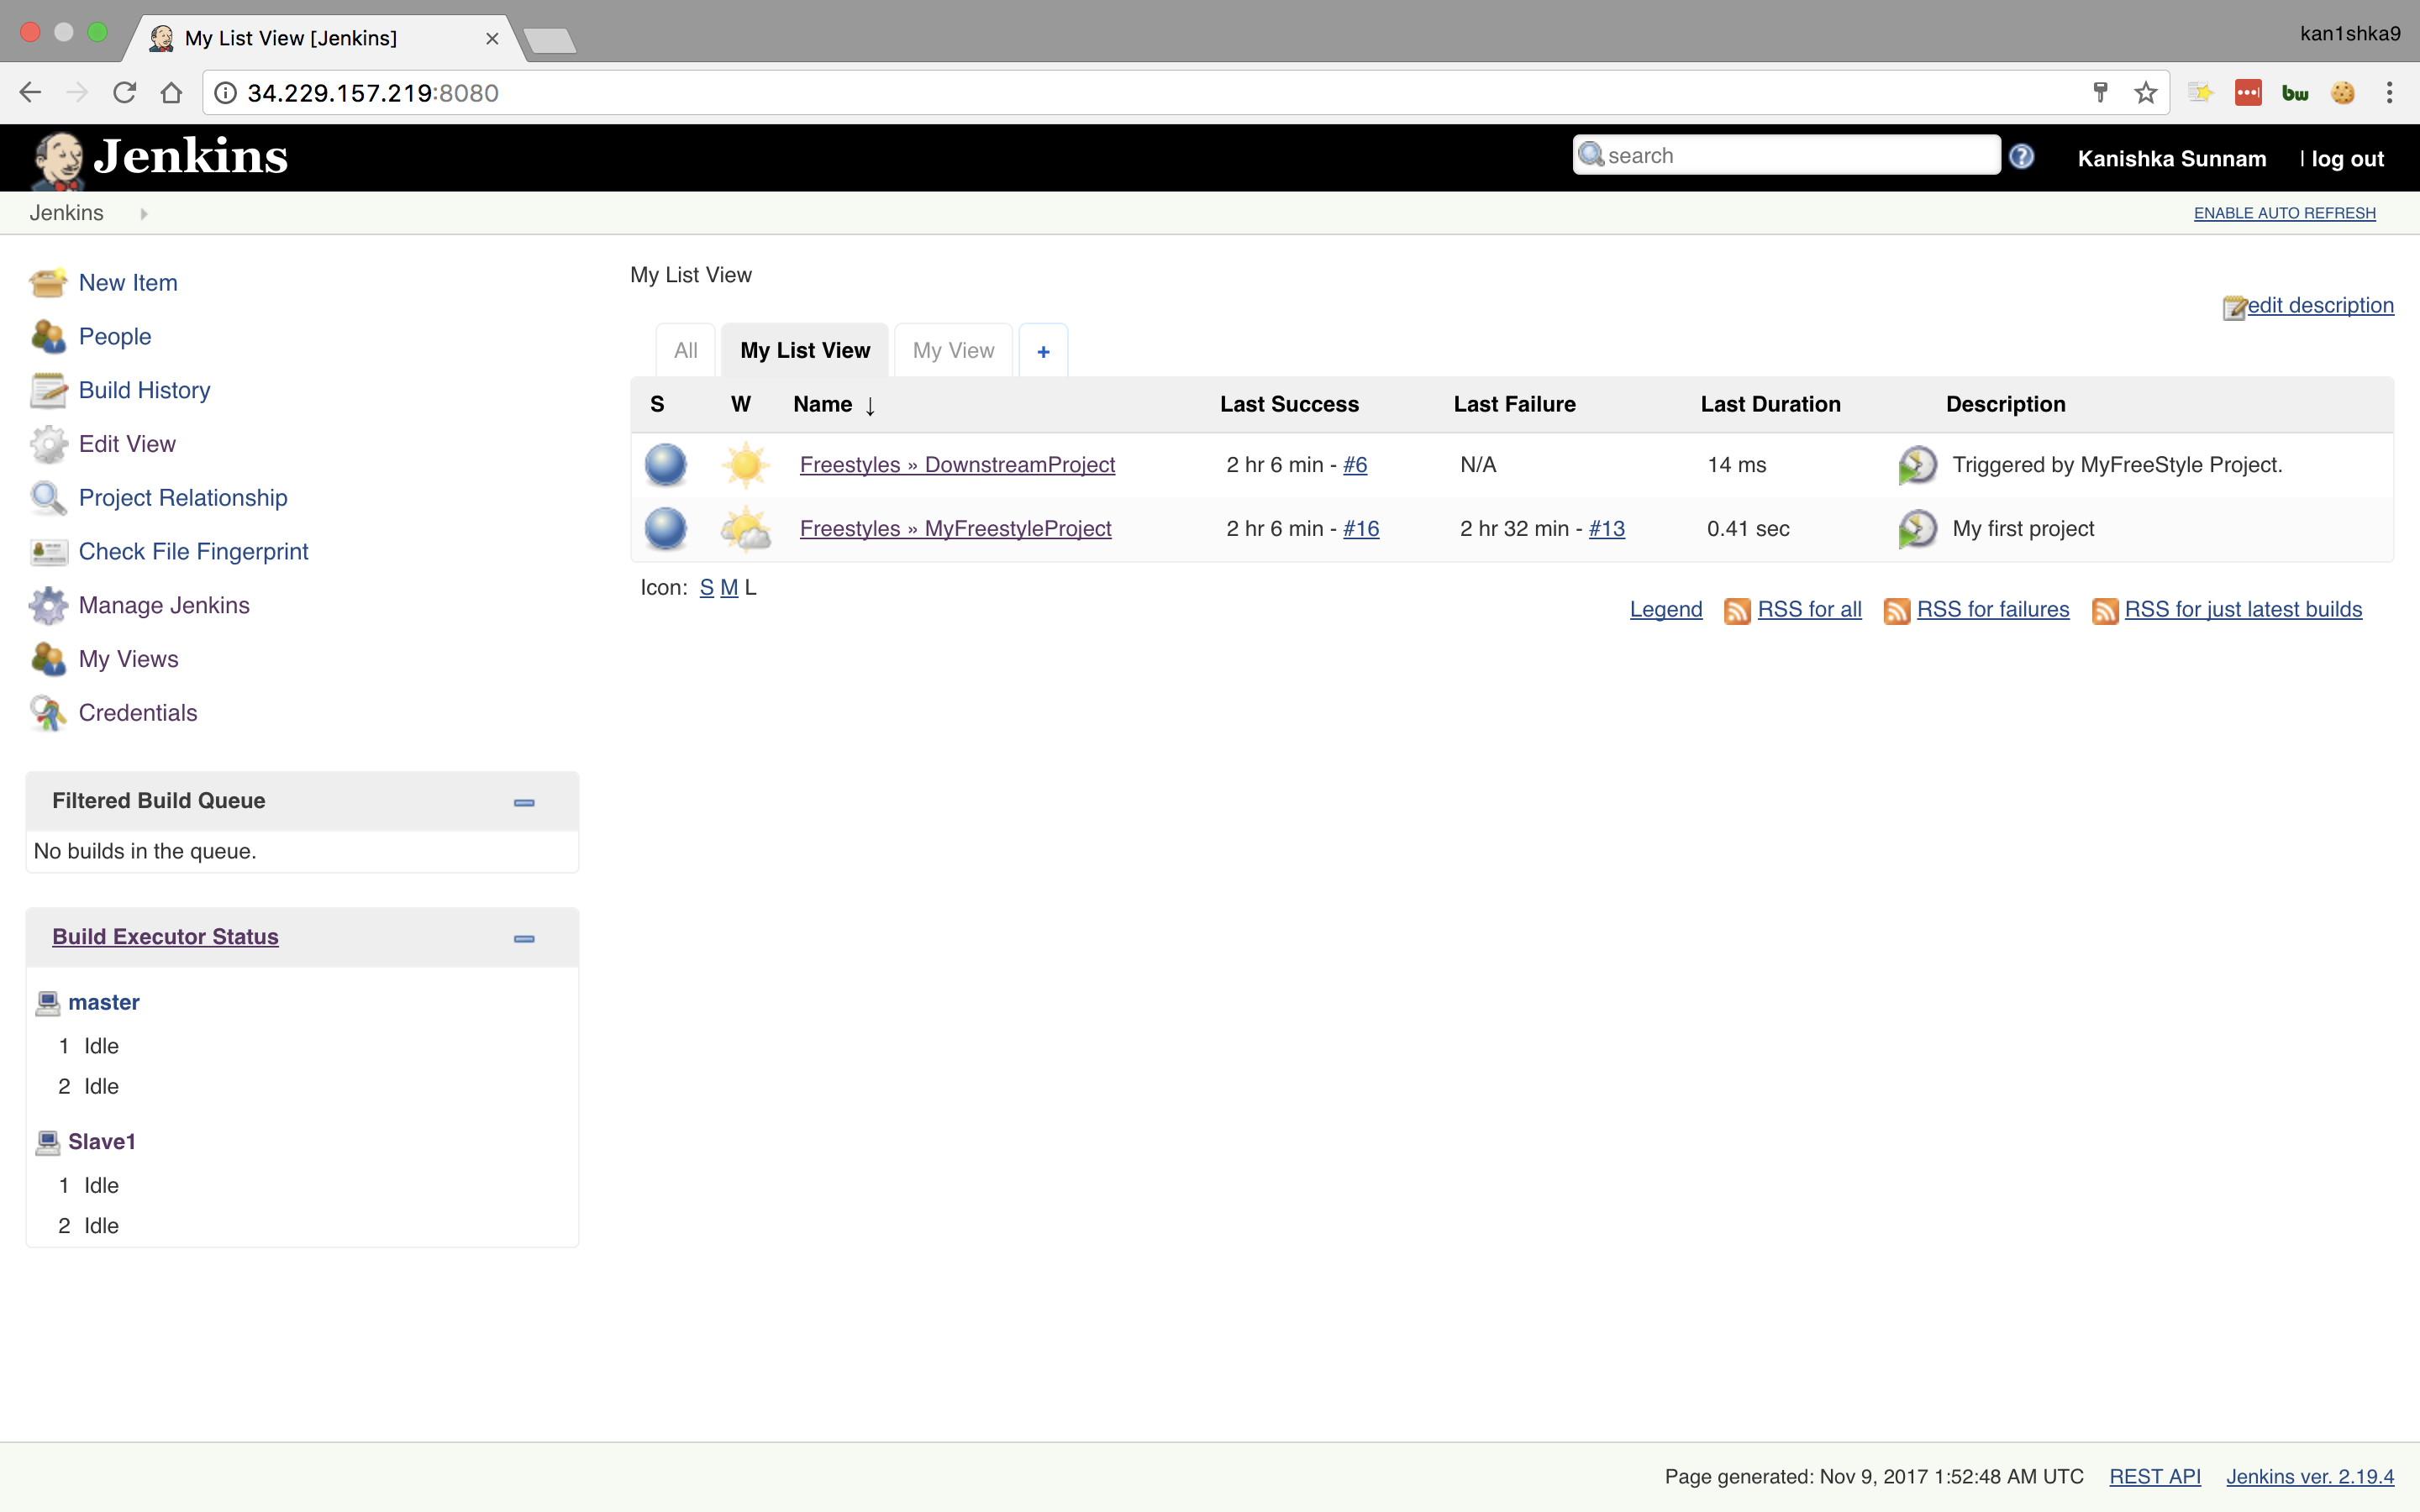 My List View [Jenkins]
kan1shka9
34.229.157.219:8080
bw
Jenkins
search
Kanishka Sunnam | log out
Jenkins
ENABLE AUTO REFRESH
New Item
People
Build History
Edit View
Project Relationship
Check File Fingerprint
Manage Jenkins
My Views
Credentials
Filtered Build Queue
No builds in the queue.
Build Executor Status
master
1 Idle
2 Idle
Slave1
1 Idle
2 Idle
My List View
edit description
All My List View My View +
S W Name ↓ Last Success Last Failure Last Duration Description
Freestyles » DownstreamProject 2 hr 6 min - #6 N/A 14 ms Triggered by MyFreeStyle Project.
Freestyles » MyFreestyleProject 2 hr 6 min - #16 2 hr 32 min - #13 0.41 sec My first project
Icon: S M L
Legend RSS for all RSS for failures RSS for just latest builds
Page generated: Nov 9, 2017 1:52:48 AM UTC REST API Jenkins ver. 2.19.4